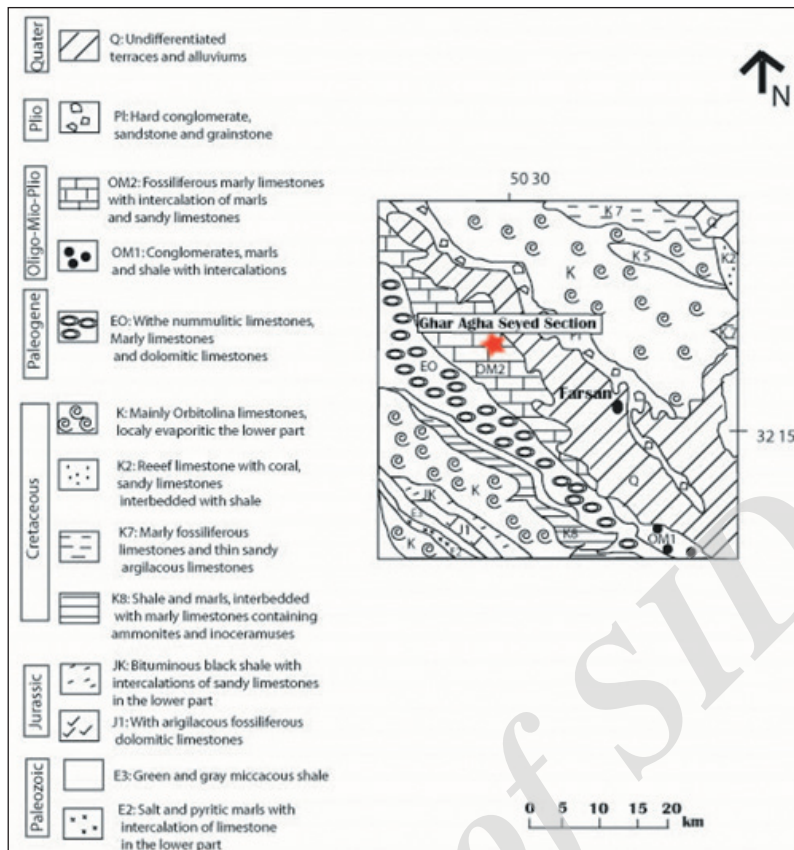 Quater
Q: Undifferentiated
terraces and alluviums
Plio
Pl: Hard conglomerate,
sandstone and grainstone
Oligo-Mio-Plio
OM2: Fossiliferous marly limestones
with intercalation of marls
and sandy limestones
OM1: Conglomerates, marls
and shale with intercalations
Paleogene
EO: Withe nummulitic limestones,
Marly limestones
and dolomitic limestones
Cretaceous
K: Mainly Orbitolina limestones,
localy evaporitic the lower part
K2: Reeef limestone with coral,
sandy limestones
interbedded with shale
K7: Marly fossiliferous
limestones and thin sandy
argilacous limestones
K8: Shale and marls, interbedded
with marly limestones containing
ammonites and inoceramuses
Jurassic
JK: Bituminous black shale with
intercalations of sandy limestones
in the lower part
J1: With arigilacous fossiliferous
dolomitic limestones
Paleozoic
E3: Green and gray miccacous shale
E2: Salt and pyritic marls with
intercalation of limestone
in the lower part
N
50 30
K7
Q
K5
K2
K
Ghar Agha Seyed Section
Pl
EO
OM2
Farsan
32 15
K
Q
JK
E3
J1
K
E2
K8
OM1
0 5 10 15 20
km
of SID